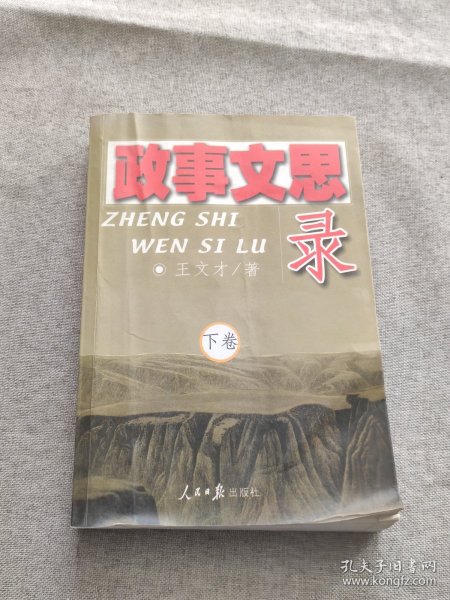 政事文思
录
ZHENG SHI
WEN SI LU
王文才/著
下卷
人民日报出版社
孔夫子旧书网
www.kongfz.com